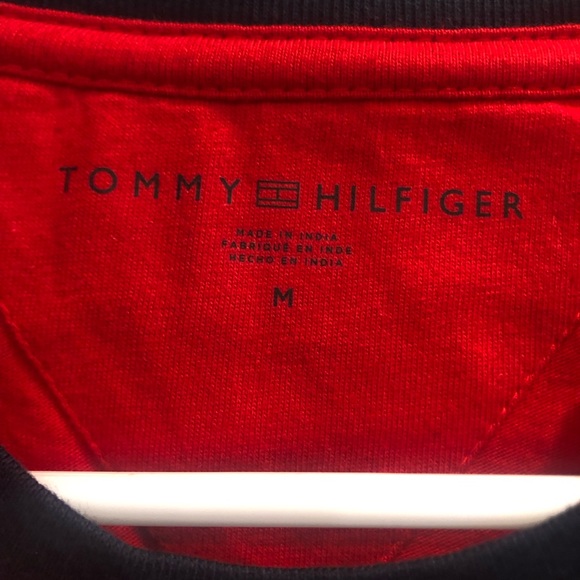 TOMMY HILFIGER
MADE IN INDIA
FABRIQUÉ EN INDE
HECHO EN INDIA
M